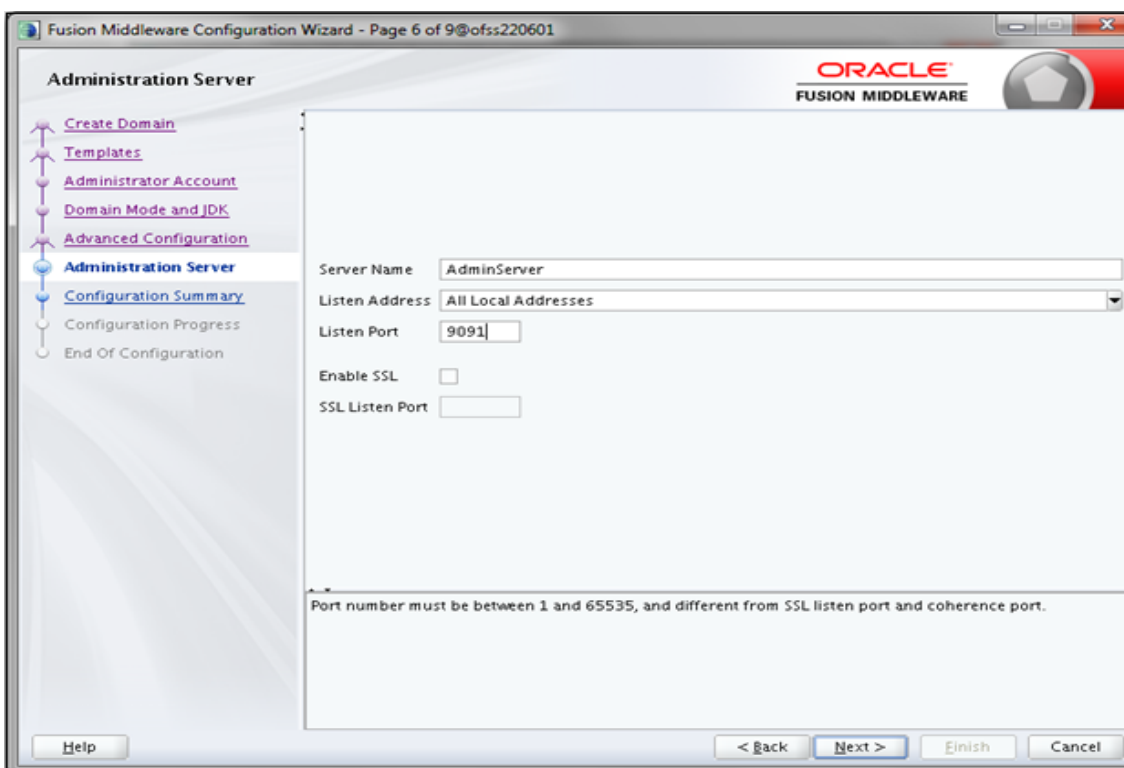 Fusion Middleware Configuration Wizard - Page 6 of 9@ofss220601
Administration Server
ORACLE
FUSION MIDDLEWARE
Create Domain
Templates
Administrator Account
Domain Mode and JDK
Advanced Configuration
Administration Server
Configuration Summary
Configuration Progress
End Of Configuration
Server Name AdminServer
Listen Address All Local Addresses
Listen Port 9091
Enable SSL
SSL Listen Port
Port number must be between 1 and 65535, and different from SSL listen port and coherence port.
Help < Back Next > Finish Cancel